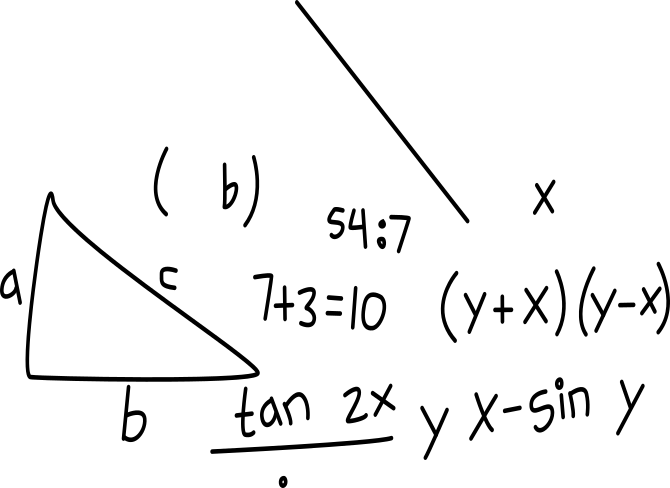 ( b)
x
54:7
a
c
7+3=10
(y+x)(y-x)
b
tan 2x
y x-sin y